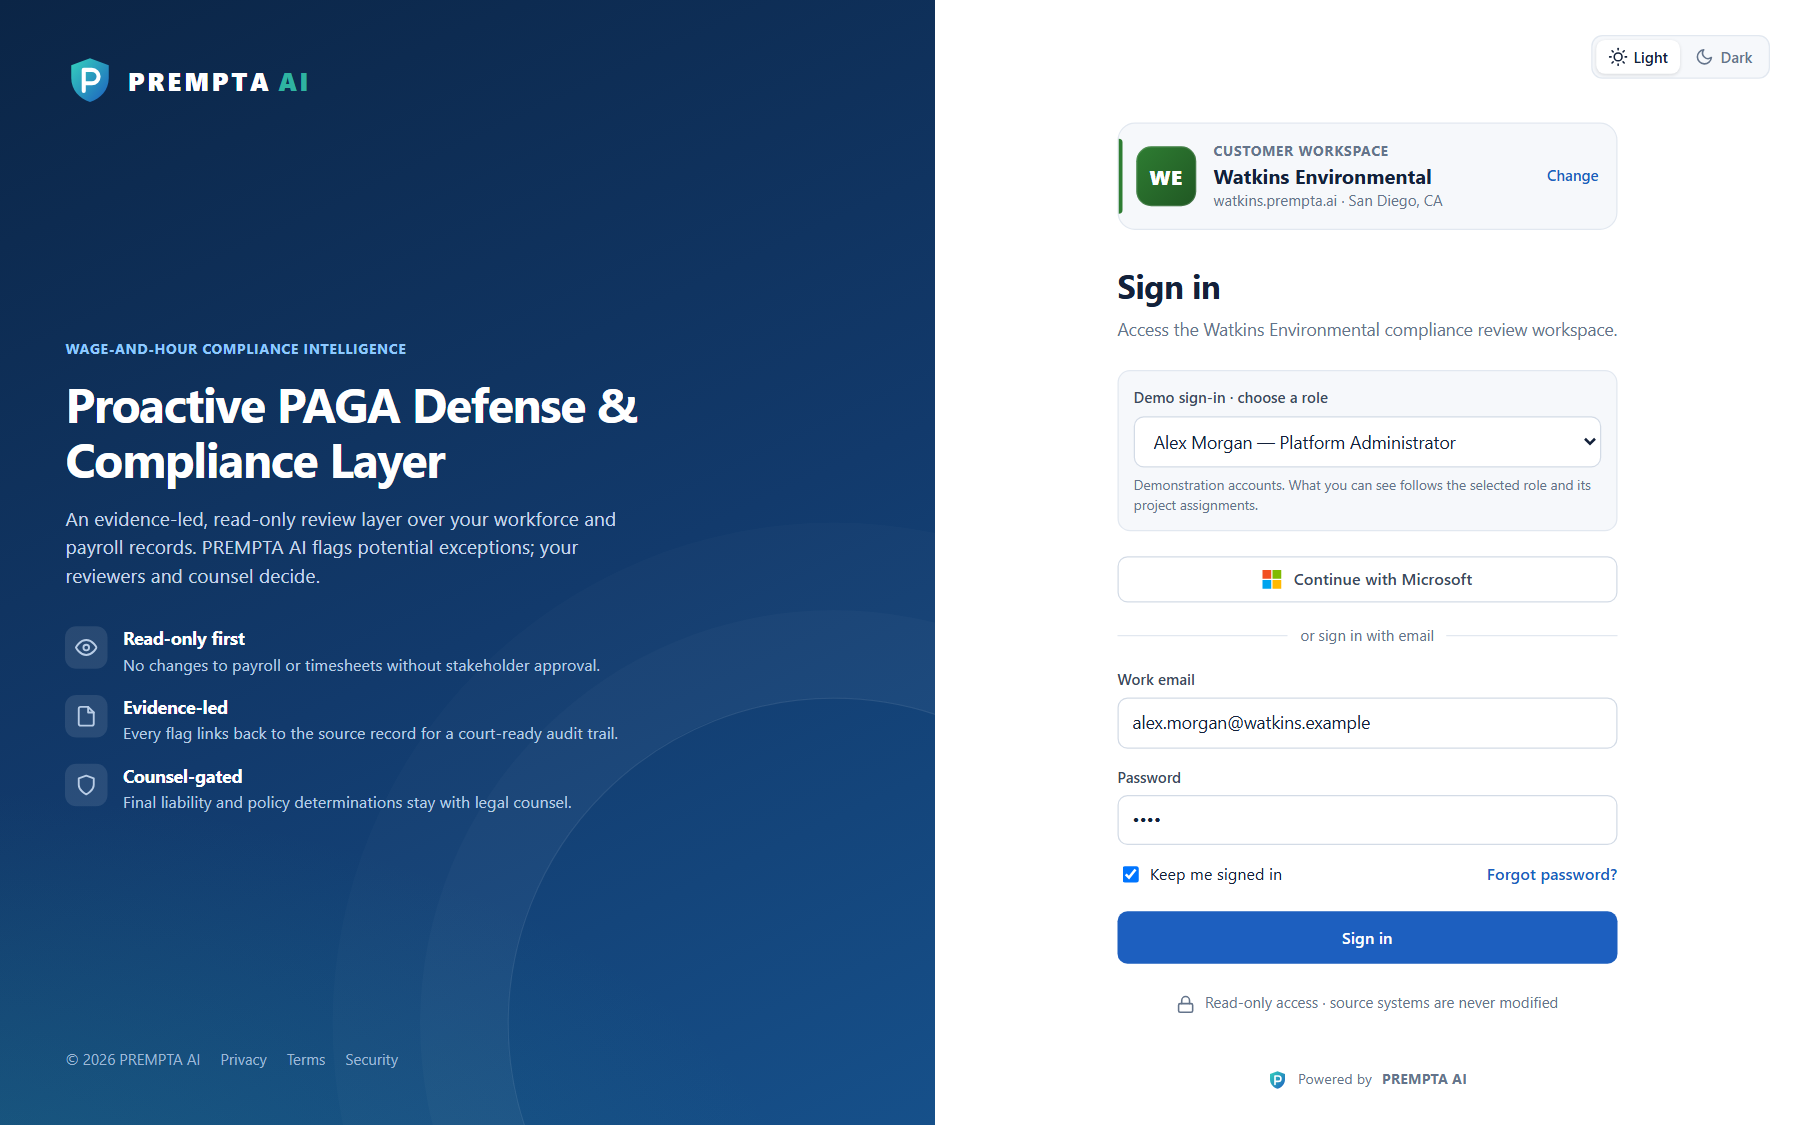 P PREMPTA AI
WAGE-AND-HOUR COMPLIANCE INTELLIGENCE
Proactive PAGA Defense &
Compliance Layer
An evidence-led, read-only review layer over your workforce and
payroll records. PREMPTA AI flags potential exceptions; your
reviewers and counsel decide.
Read-only first
No changes to payroll or timesheets without stakeholder approval.
Evidence-led
Every flag links back to the source record for a court-ready audit trail.
Counsel-gated
Final liability and policy determinations stay with legal counsel.
© 2026 PREMPTA AI Privacy Terms Security
Light Dark
CUSTOMER WORKSPACE
WE Watkins Environmental Change
watkins.prempta.ai · San Diego, CA
Sign in
Access the Watkins Environmental compliance review workspace.
Demo sign-in · choose a role
Alex Morgan — Platform Administrator
Demonstration accounts. What you can see follows the selected role and its
project assignments.
Continue with Microsoft
or sign in with email
Work email
alex.morgan@watkins.example
Password
••••
Keep me signed in Forgot password?
Sign in
Read-only access · source systems are never modified
P Powered by PREMPTA AI